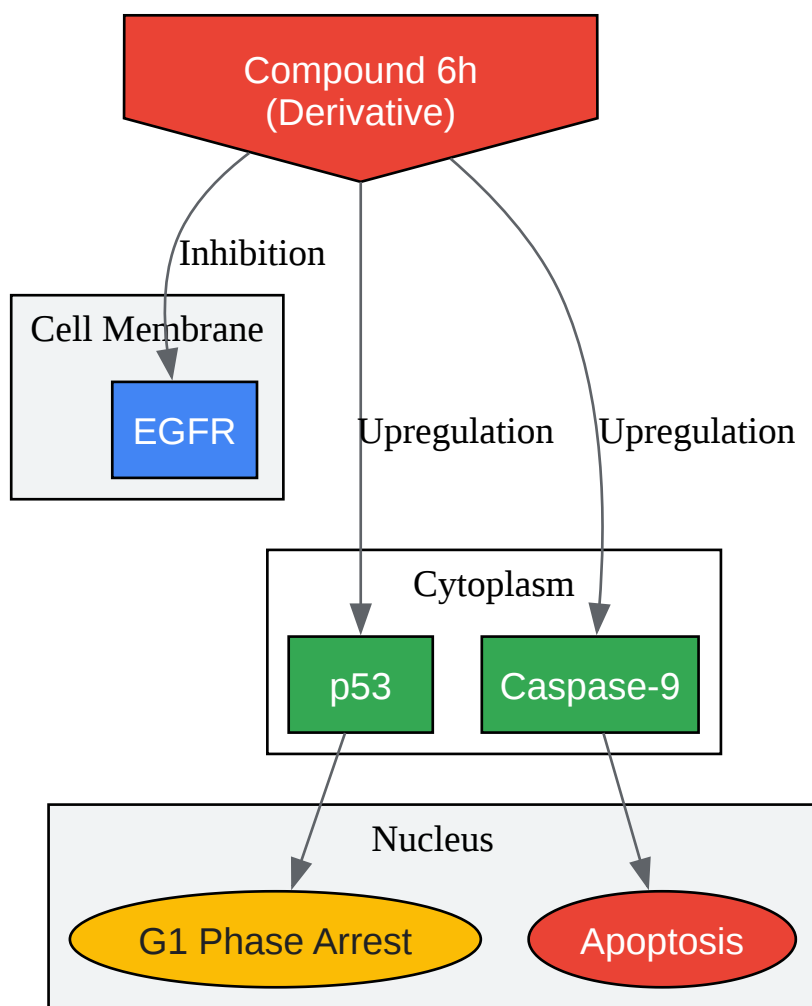 Compound 6h
(Derivative)
Inhibition
Cell Membrane
EGFR
Upregulation
Upregulation
Cytoplasm
p53
Caspase-9
Nucleus
G1 Phase Arrest
Apoptosis